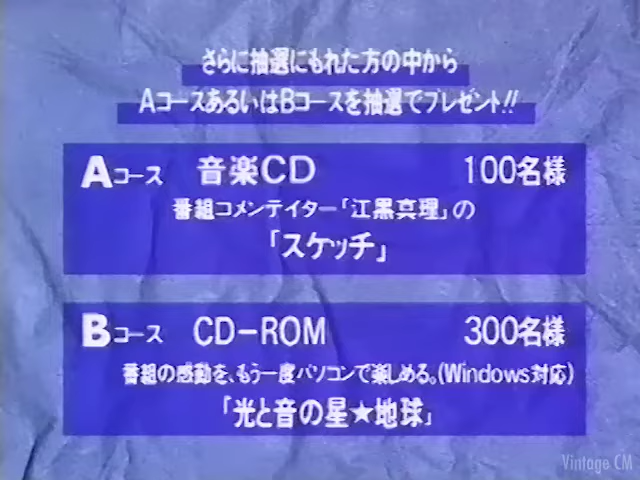 さらに抽選にもれた方の中から
Aコースあるいは Bコースを抽選でプレゼント!!
Aコース 音楽CD 100名様
番組コメンテイター「江黒真理」の
「スケッチ」
Bコース CD-ROM 300名様
番組の感動を、もう一度パソコンで楽しめる。(Windows対応)
「光と音の星★地球」
Vintage CM